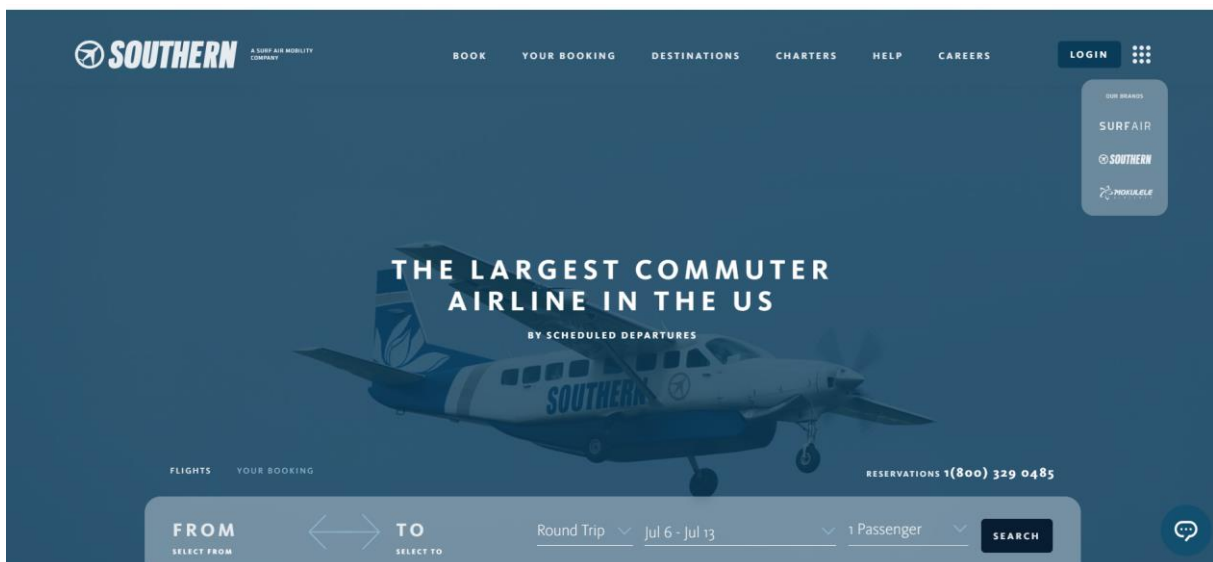 SOUTHERN
A SURF AIR MOBILITY
COMPANY
BOOK YOUR BOOKING DESTINATIONS CHARTERS HELP CAREERS
LOGIN
OUR BRANDS
SURFAIR
SOUTHERN
MOKULELE
THE LARGEST COMMUTER
AIRLINE IN THE US
BY SCHEDULED DEPARTURES
SOUTHERN
FLIGHTS YOUR BOOKING
RESERVATIONS 1(800) 329 0485
FROM
SELECT FROM
TO
SELECT TO
Round Trip
Jul 6 - Jul 13
1 Passenger
SEARCH